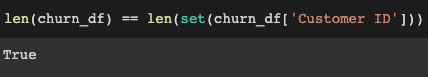 len(churn_df) == len(set(churn_df['Customer ID']))
True